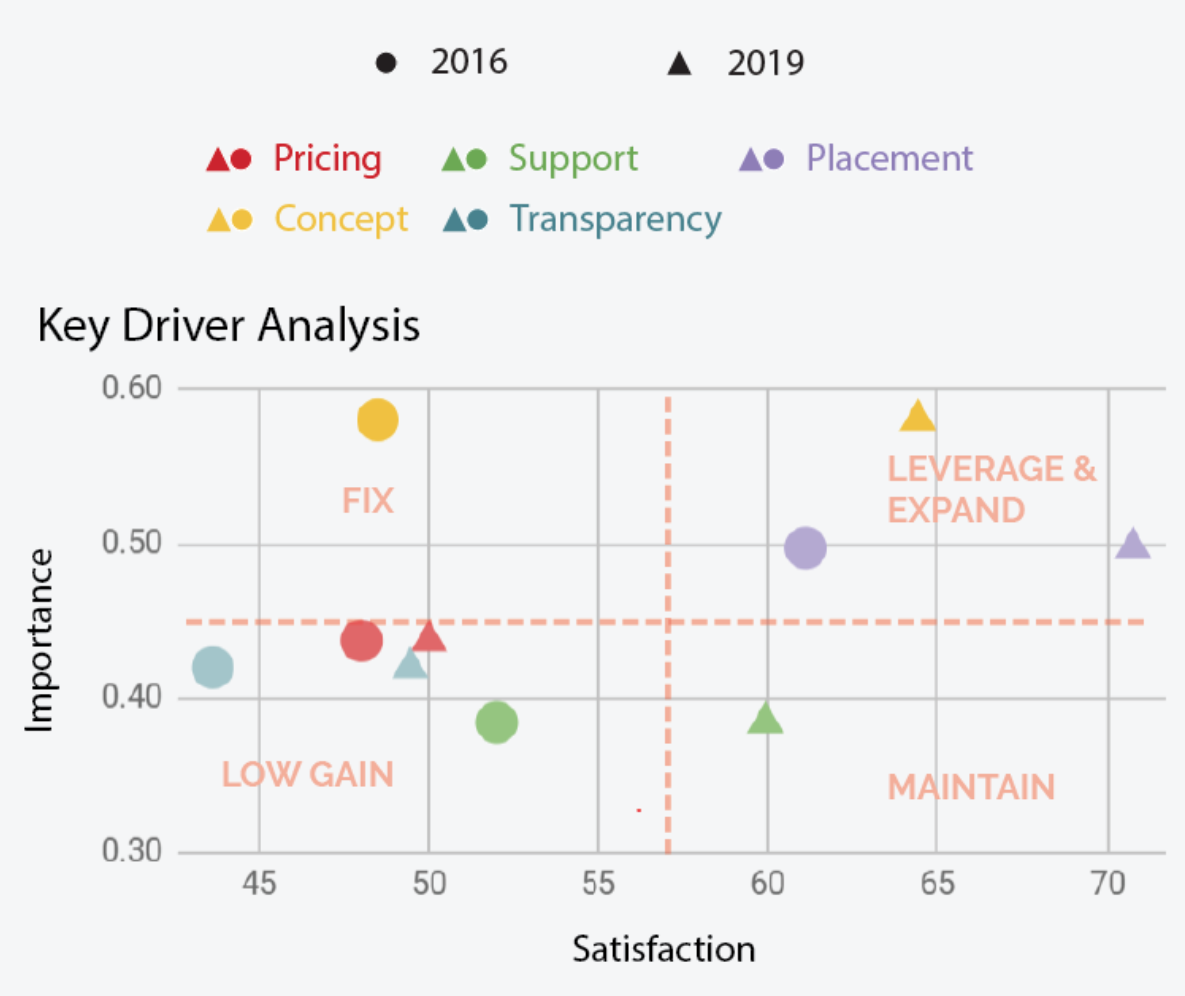 2016 2019
Pricing Support Placement
Concept Transparency
Key Driver Analysis
0.60
LEVERAGE &
FIX
EXPAND
0.50
Importance
0.40
LOW GAIN
MAINTAIN
0.30
45 50 55 60 65 70
Satisfaction